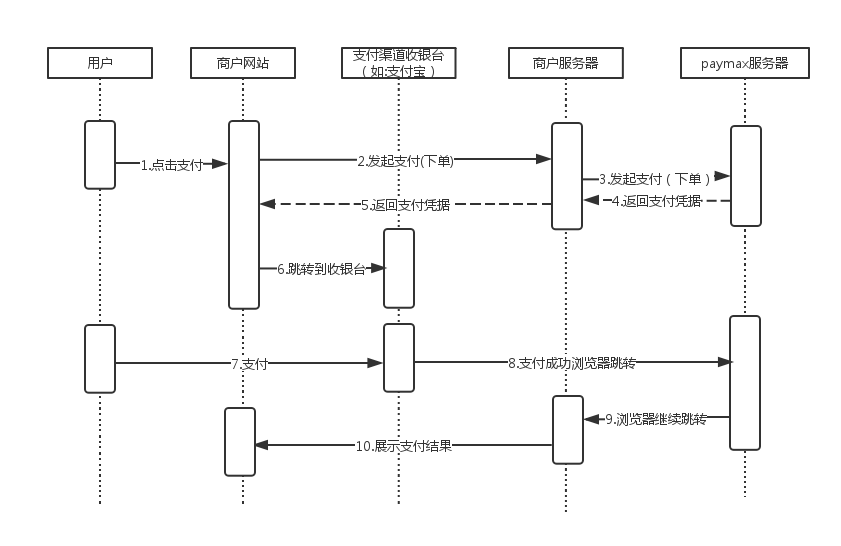 用户
商户网站
支付渠道收银台
（如:支付宝）
商户服务器
paymax服务器
1.点击支付
2.发起支付(下单)
3.发起支付（下单）
4.返回支付凭据
5.返回支付凭据
6.跳转到收银台
7.支付
8.支付成功浏览器跳转
9.浏览器继续跳转
10.展示支付结果